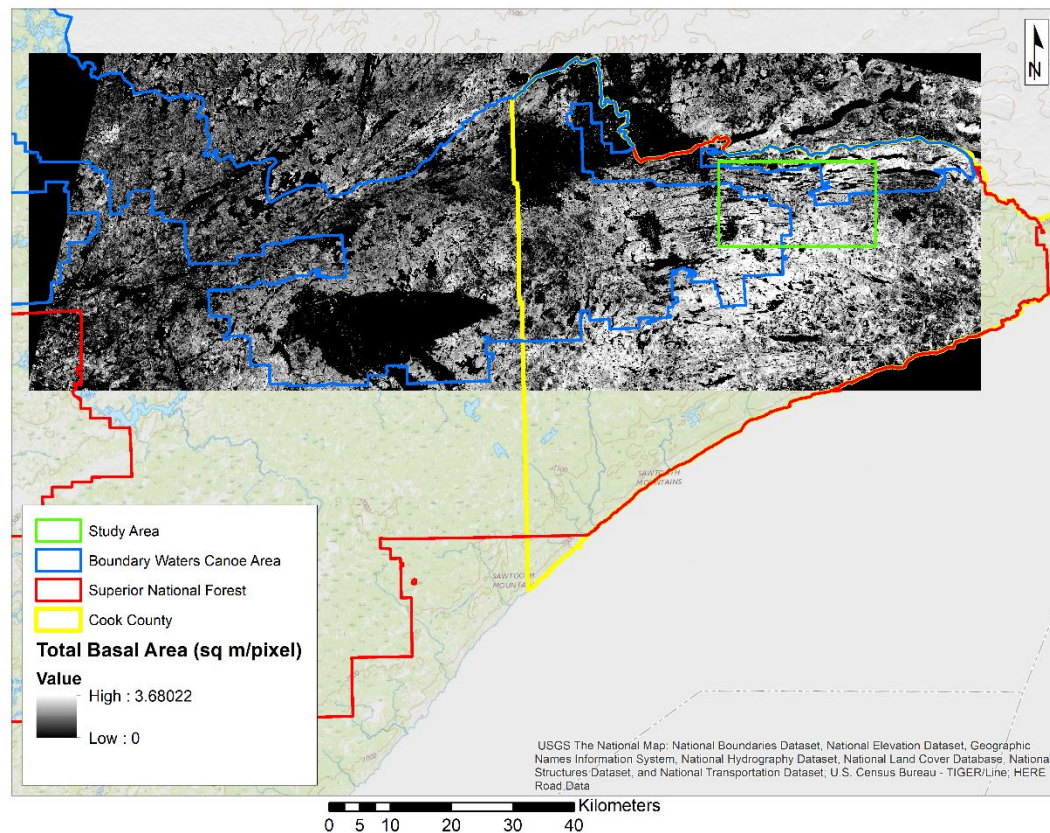 N
SAWTOOTH
MOUNTAINS
SAWTOOTH
Study Area
Boundary Waters Canoe Area
Superior National Forest
Cook County
Total Basal Area (sq m/pixel)
Value
High : 3.68022
Low : 0
USGS The National Map: National Boundaries Dataset, National Elevation Dataset, Geographic
Names Information System, National Hydrography Dataset, National Land Cover Database, National
Structures Dataset, and National Transportation Dataset; U.S. Census Bureau - TIGER/Line; HERE
Road Data
Kilometers
0 5 10 20 30 40